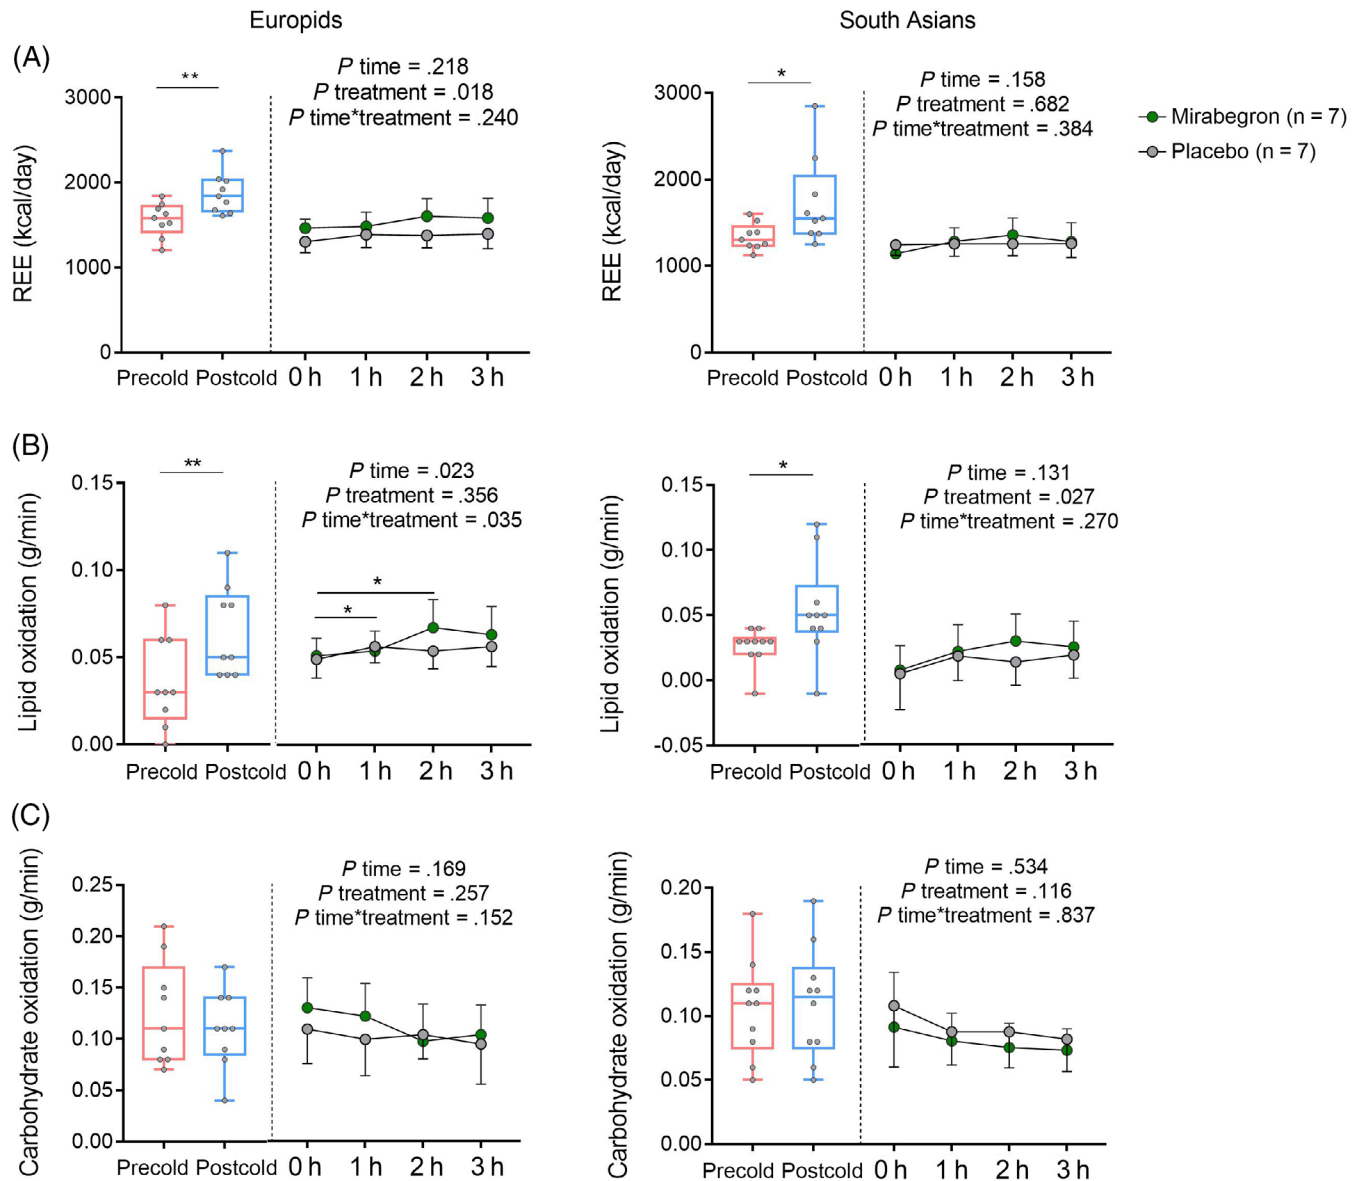 Europids
South Asians
(A)
**
P time = .218
P treatment = .018
P time*treatment = .240
REE (kcal/day)
3000
2000
1000
0
Precold Postcold 0 h 1 h 2 h 3 h
*
P time = .158
P treatment = .682
P time*treatment = .384
REE (kcal/day)
3000
2000
1000
0
Precold Postcold 0 h 1 h 2 h 3 h
Mirabegron (n = 7)
Placebo (n = 7)
(B)
**
P time = .023
P treatment = .356
P time*treatment = .035
Lipid oxidation (g/min)
0.15
0.10
0.05
0.00
*
*
Precold Postcold 0 h 1 h 2 h 3 h
*
P time = .131
P treatment = .027
P time*treatment = .270
Lipid oxidation (g/min)
0.15
0.10
0.05
0.00
-0.05
Precold Postcold 0 h 1 h 2 h 3 h
(C)
P time = .169
P treatment = .257
P time*treatment = .152
Carbohydrate oxidation (g/min)
0.25
0.20
0.15
0.10
0.05
0.00
Precold Postcold 0 h 1 h 2 h 3 h
P time = .534
P treatment = .116
P time*treatment = .837
Carbohydrate oxidation (g/min)
0.20
0.15
0.10
0.05
0.00
Precold Postcold 0 h 1 h 2 h 3 h